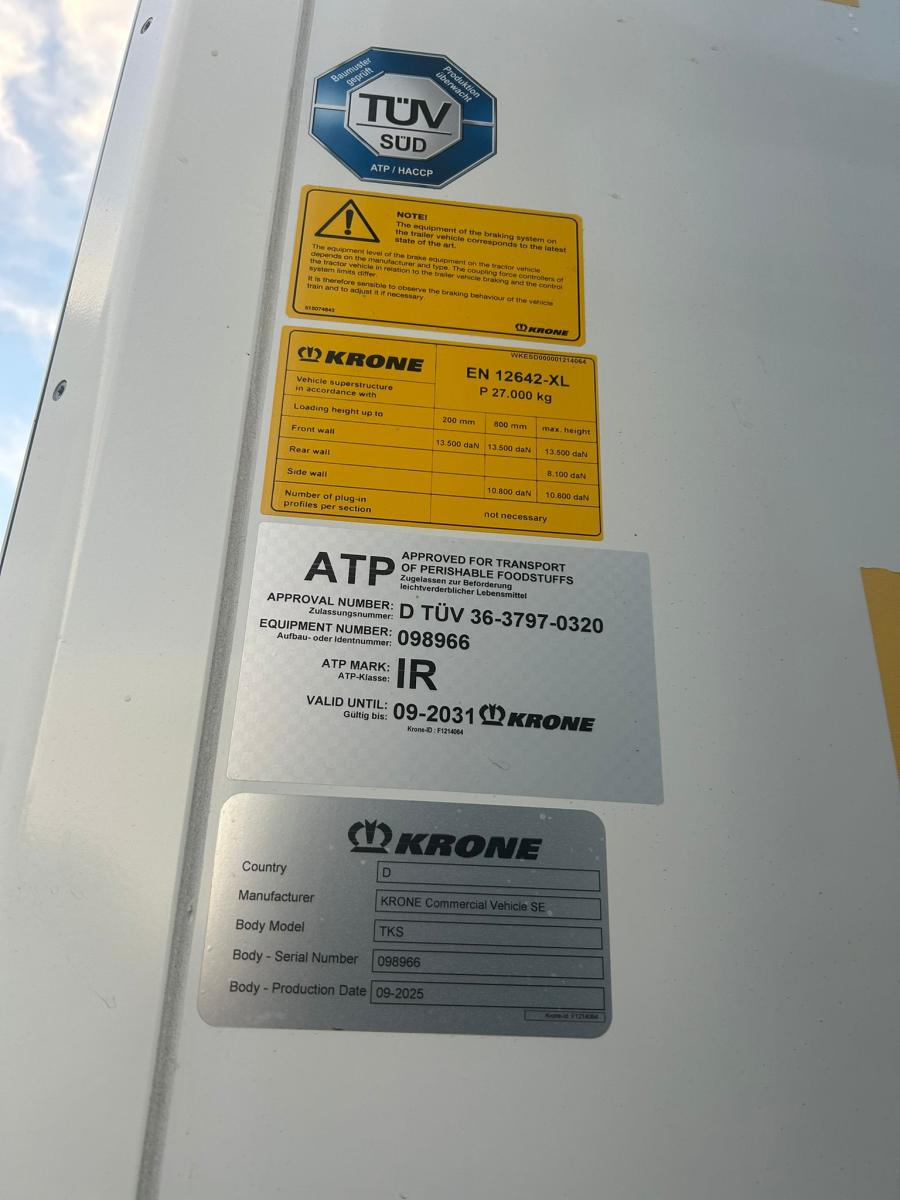 Baumuster
geprüft
Produktion
überwacht
TÜV
SÜD
ATP / HACCP
NOTE!
The equipment of the braking system on
the trailer vehicle corresponds to the latest
state of the art.
The equipment level of the brake equipment on the tractor vehicle
depends on the manufacturer and type. The coupling force controllers of
the tractor vehicle in relation to the trailer vehicle braking and the control
system limits differ.
It is therefore sensible to observe the braking behaviour of the vehicle
train and to adjust it if necessary.
515074843
KRONE
KRONE
WKESD000001214064
EN 12642-XL
P 27.000 kg
Vehicle superstructure
in accordance with
Loading height up to 200 mm 800 mm max. height
Front wall 13.500 daN 13.500 daN 13.500 daN
Rear wall 8.100 daN
Side wall 10.800 daN 10.800 daN
Number of plug-in
profiles per section not necessary
ATP APPROVED FOR TRANSPORT
OF PERISHABLE FOODSTUFFS
Zugelassen zur Beförderung
leichtverderblicher Lebensmittel
APPROVAL NUMBER: D TÜV 36-3797-0320
Zulassungsnummer:
EQUIPMENT NUMBER: 098966
Aufbau- oder Identnummer:
ATP MARK: IR
ATP-Klasse:
VALID UNTIL: 09-2031 KRONE
Gültig bis:
Krone-ID : F1214064
KRONE
Country D
Manufacturer KRONE Commercial Vehicle SE
Body Model TKS
Body - Serial Number 098966
Body - Production Date 09-2025
Krone-Id: F1214064